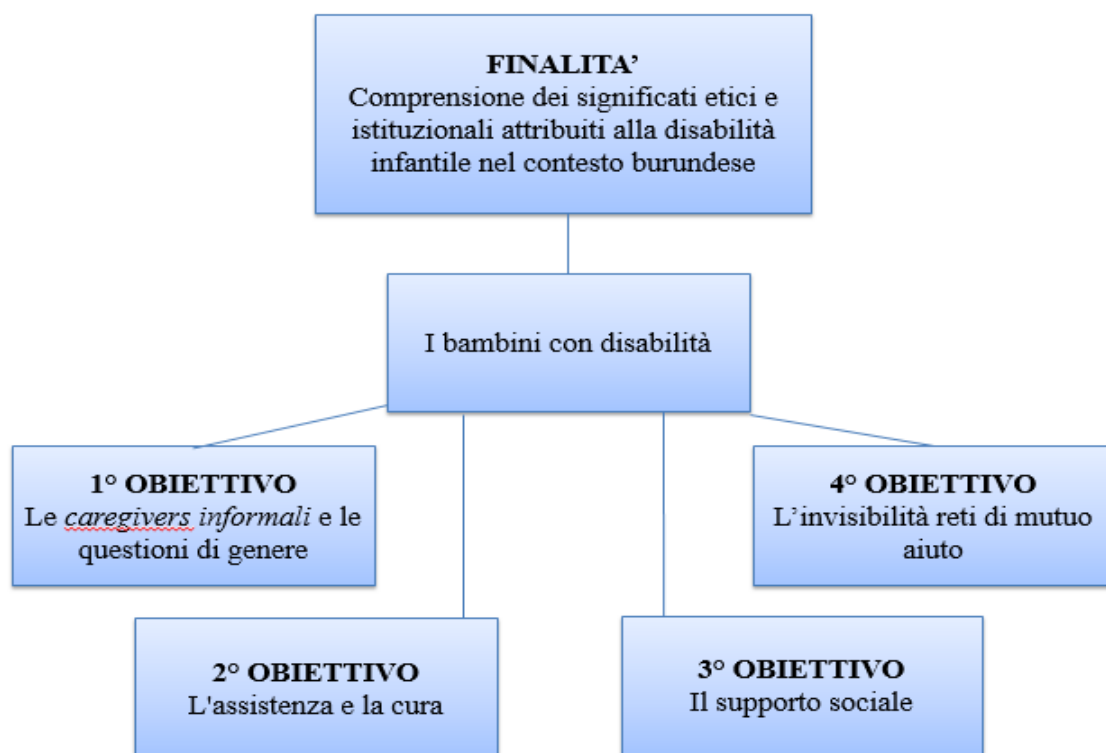 FINALITA’
Comprensione dei significati etici e
istituzionali attribuiti alla disabilità
infantile nel contesto burundese
I bambini con disabilità
1° OBIETTIVO
Le caregivers informali e le
questioni di genere
4° OBIETTIVO
L’invisibilità reti di mutuo
aiuto
2° OBIETTIVO
L'assistenza e la cura
3° OBIETTIVO
Il supporto sociale